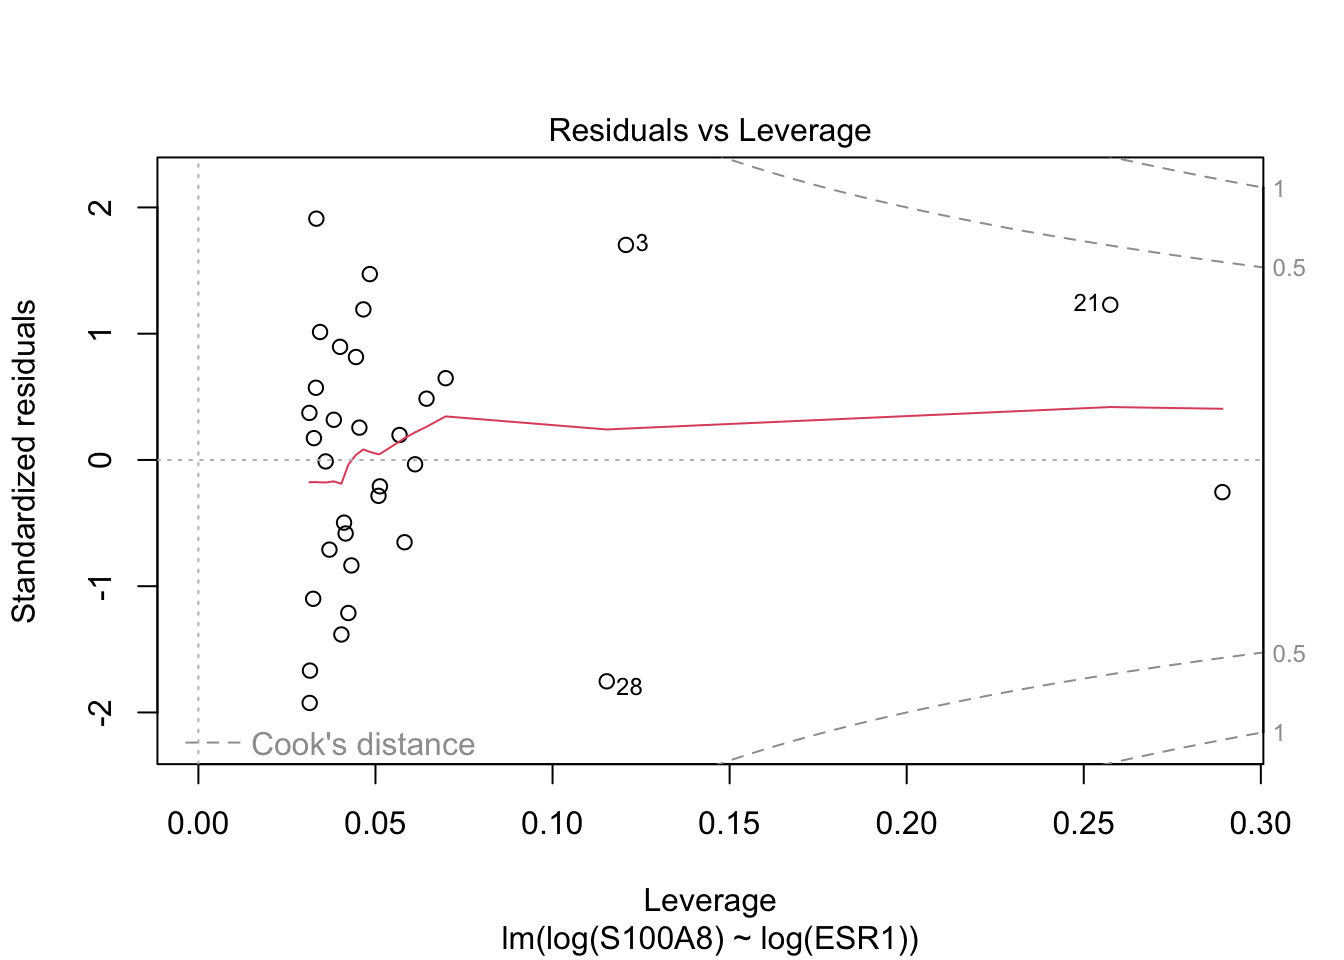 Residuals vs Leverage
Standardized residuals
2
1
0
-1
-2
1
0.5
0.5
1
3
21
28
Cook's distance
0.00 0.05 0.10 0.15 0.20 0.25 0.30
Leverage
lm(log(S100A8) ~ log(ESR1))